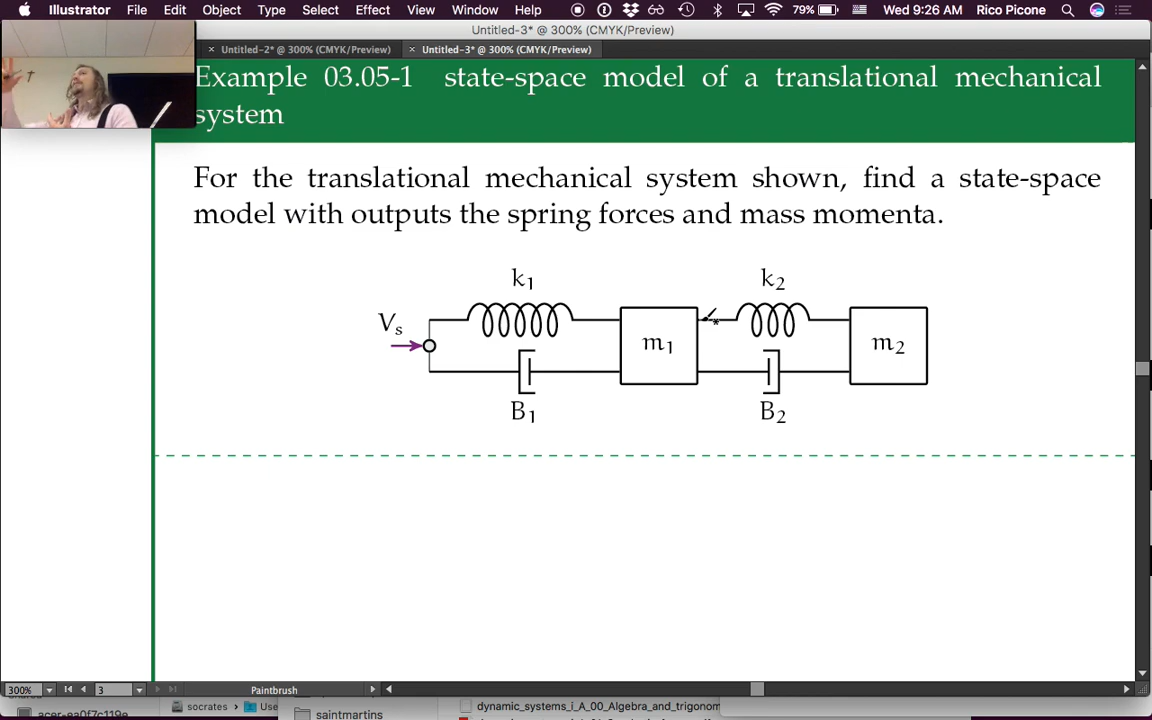 Illustrator File Edit Object Type Select Effect View Window Help 79% Wed 9:26 AM Rico Picone
Untitled-3* @ 300% (CMYK/Preview)
× Untitled-2* @ 300% (CMYK/Preview) × Untitled-3* @ 300% (CMYK/Preview)
Example 03.05-1 state-space model of a translational mechanical
system
For the translational mechanical system shown, find a state-space
model with outputs the spring forces and mass momenta.
k1 k2
Vs
m1 m2
B1 B2
300% 3 Paintbrush
socrates Use dynamic_systems_i_A_00_Algebra_and_trigonom
acer-ea0f7c119e saintmartins